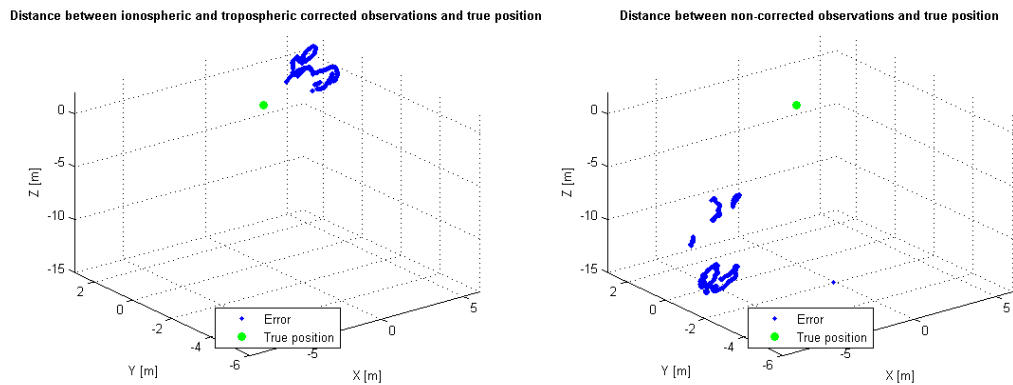 Distance between ionospheric and tropospheric corrected observations and true position
0
-5
-10
-15
Z [m]
2
0
-2
-4
-6
Y [m]
-5
0
5
X [m]
Error
True position
Distance between non-corrected observations and true position
0
-5
-10
-15
Z [m]
2
0
-2
-4
-6
Y [m]
-5
0
5
X [m]
Error
True position